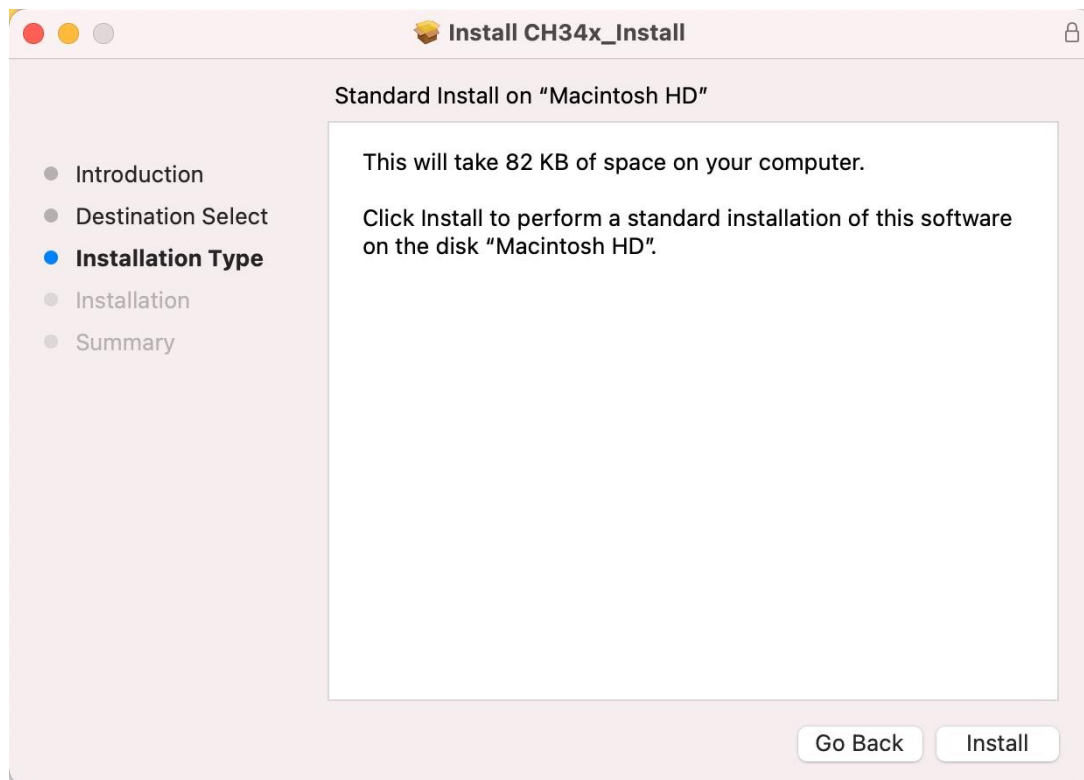 Install CH34x_Install
Standard Install on “Macintosh HD”
Introduction
Destination Select
Installation Type
Installation
Summary
This will take 82 KB of space on your computer.
Click Install to perform a standard installation of this software
on the disk “Macintosh HD”.
Go Back
Install